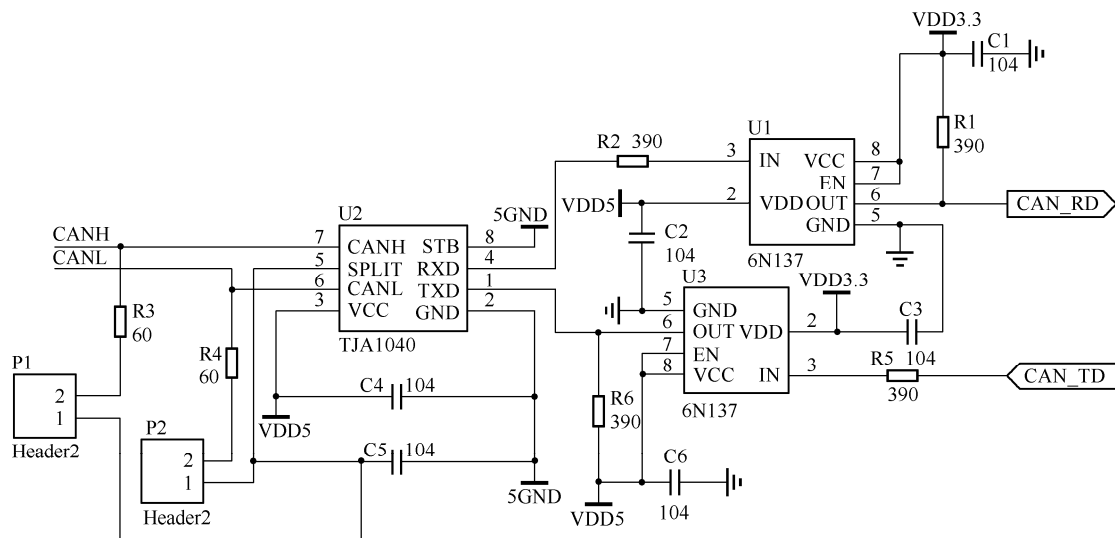 VDD3.3
C1
104
R1
390
U1
R2 390
3 IN VCC 8
EN 7
2 VDD OUT 6
GND 5
6N137
CAN_RD
VDD5
C2
104
5GND
U2
CANH
CANL
7 CANH STB 8
5 SPLIT RXD 4
6 CANL TXD 1
3 VCC GND 2
TJA1040
U3
5 GND
6 OUT VDD 2
7 EN
8 VCC IN 3
6N137
VDD3.3
C3
104
R5
390
CAN_TD
R3
60
R4
60
P1
2
1
Header2
P2
2
1
Header2
C4 104
VDD5
C5 104
5GND
R6
390
C6
104
VDD5